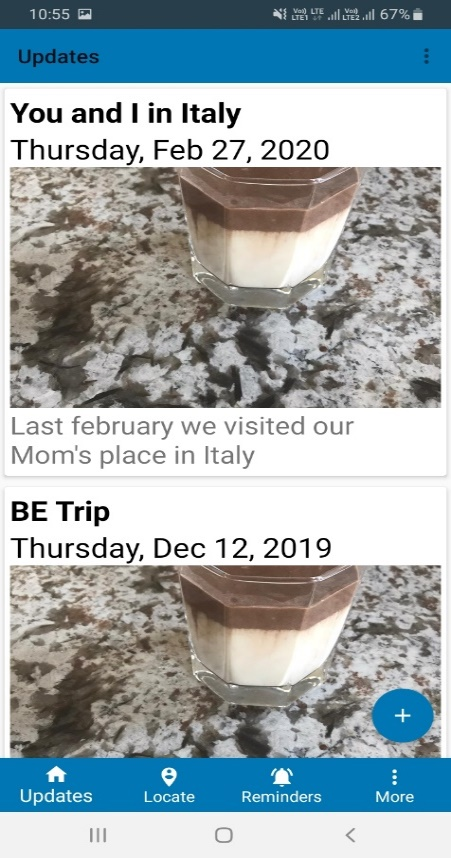 10:55
Vo)) LTE1 LTE Vo)) LTE2 67%
Updates
You and I in Italy
Thursday, Feb 27, 2020
Last february we visited our
Mom's place in Italy
BE Trip
Thursday, Dec 12, 2019
+
Updates Locate Reminders More